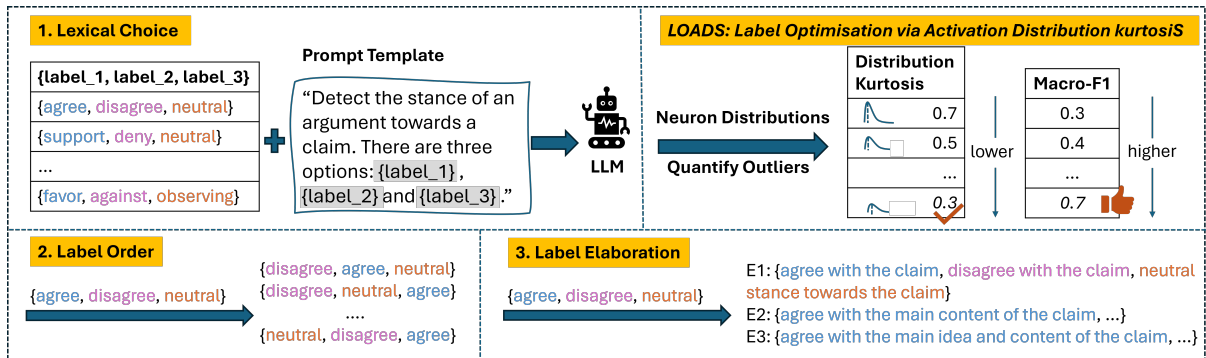 1. Lexical Choice
{label_1, label_2, label_3}
{agree, disagree, neutral}
{support, deny, neutral}
...
{favor, against, observing}
Prompt Template
“Detect the stance of an
argument towards a
claim. There are three
options: {label_1} ,
{label_2} and {label_3} .”
LLM
LOADS: Label Optimisation via Activation Distribution kurtosiS
Neuron Distributions
Quantify Outliers
Distribution
Kurtosis
0.7
0.5
...
0.3
lower
Macro-F1
0.3
0.4
...
0.7
higher
2. Label Order
{agree, disagree, neutral}
{disagree, agree, neutral}
{disagree, neutral, agree}
....
{neutral, disagree, agree}
3. Label Elaboration
{agree, disagree, neutral}
E1: {agree with the claim, disagree with the claim, neutral
stance towards the claim}
E2: {agree with the main content of the claim, ...}
E3: {agree with the main idea and content of the claim, ...}